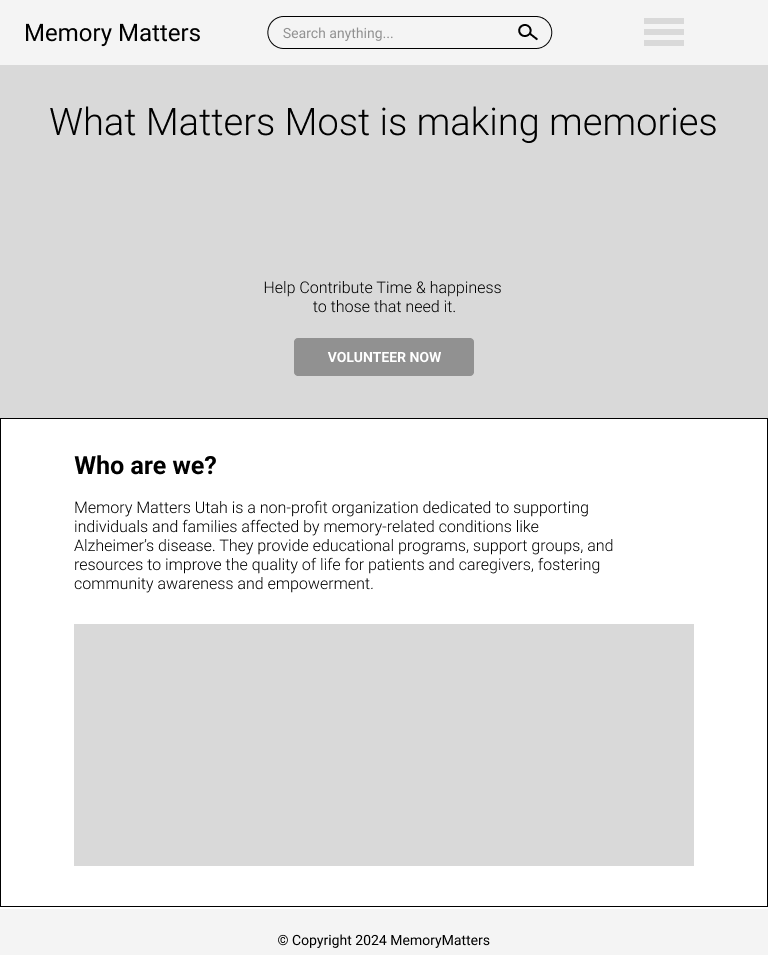 Memory Matters
Search anything...
What Matters Most is making memories
Help Contribute Time & happiness
to those that need it.
VOLUNTEER NOW
Who are we?
Memory Matters Utah is a non-profit organization dedicated to supporting
individuals and families affected by memory-related conditions like
Alzheimer's disease. They provide educational programs, support groups, and
resources to improve the quality of life for patients and caregivers, fostering
community awareness and empowerment.
© Copyright 2024 MemoryMatters